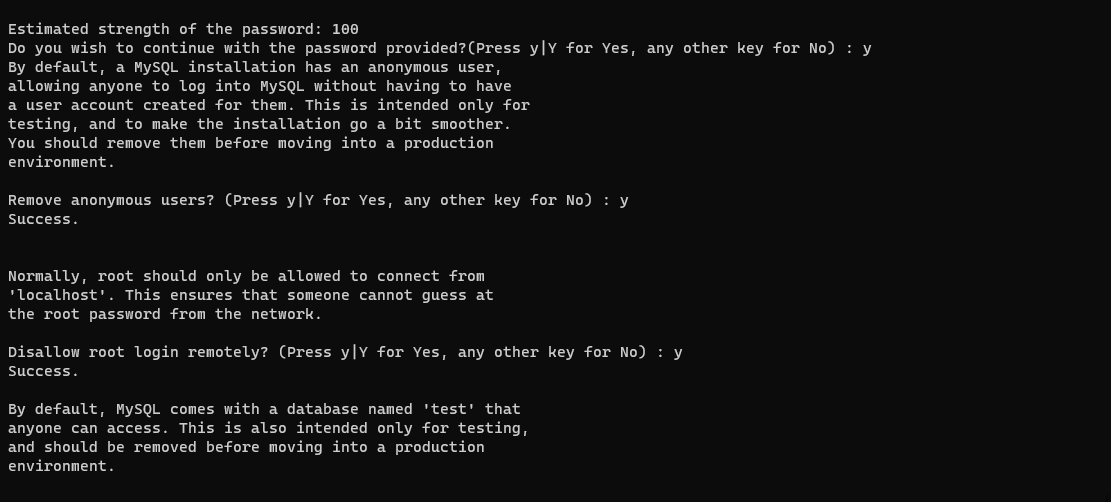 Estimated strength of the password: 100
Do you wish to continue with the password provided?(Press y|Y for Yes, any other key for No) : y
By default, a MySQL installation has an anonymous user,
allowing anyone to log into MySQL without having to have
a user account created for them. This is intended only for
testing, and to make the installation go a bit smoother.
You should remove them before moving into a production
environment.
Remove anonymous users? (Press y|Y for Yes, any other key for No) : y
Success.
Normally, root should only be allowed to connect from
'localhost'. This ensures that someone cannot guess at
the root password from the network.
Disallow root login remotely? (Press y|Y for Yes, any other key for No) : y
Success.
By default, MySQL comes with a database named 'test' that
anyone can access. This is also intended only for testing,
and should be removed before moving into a production
environment.